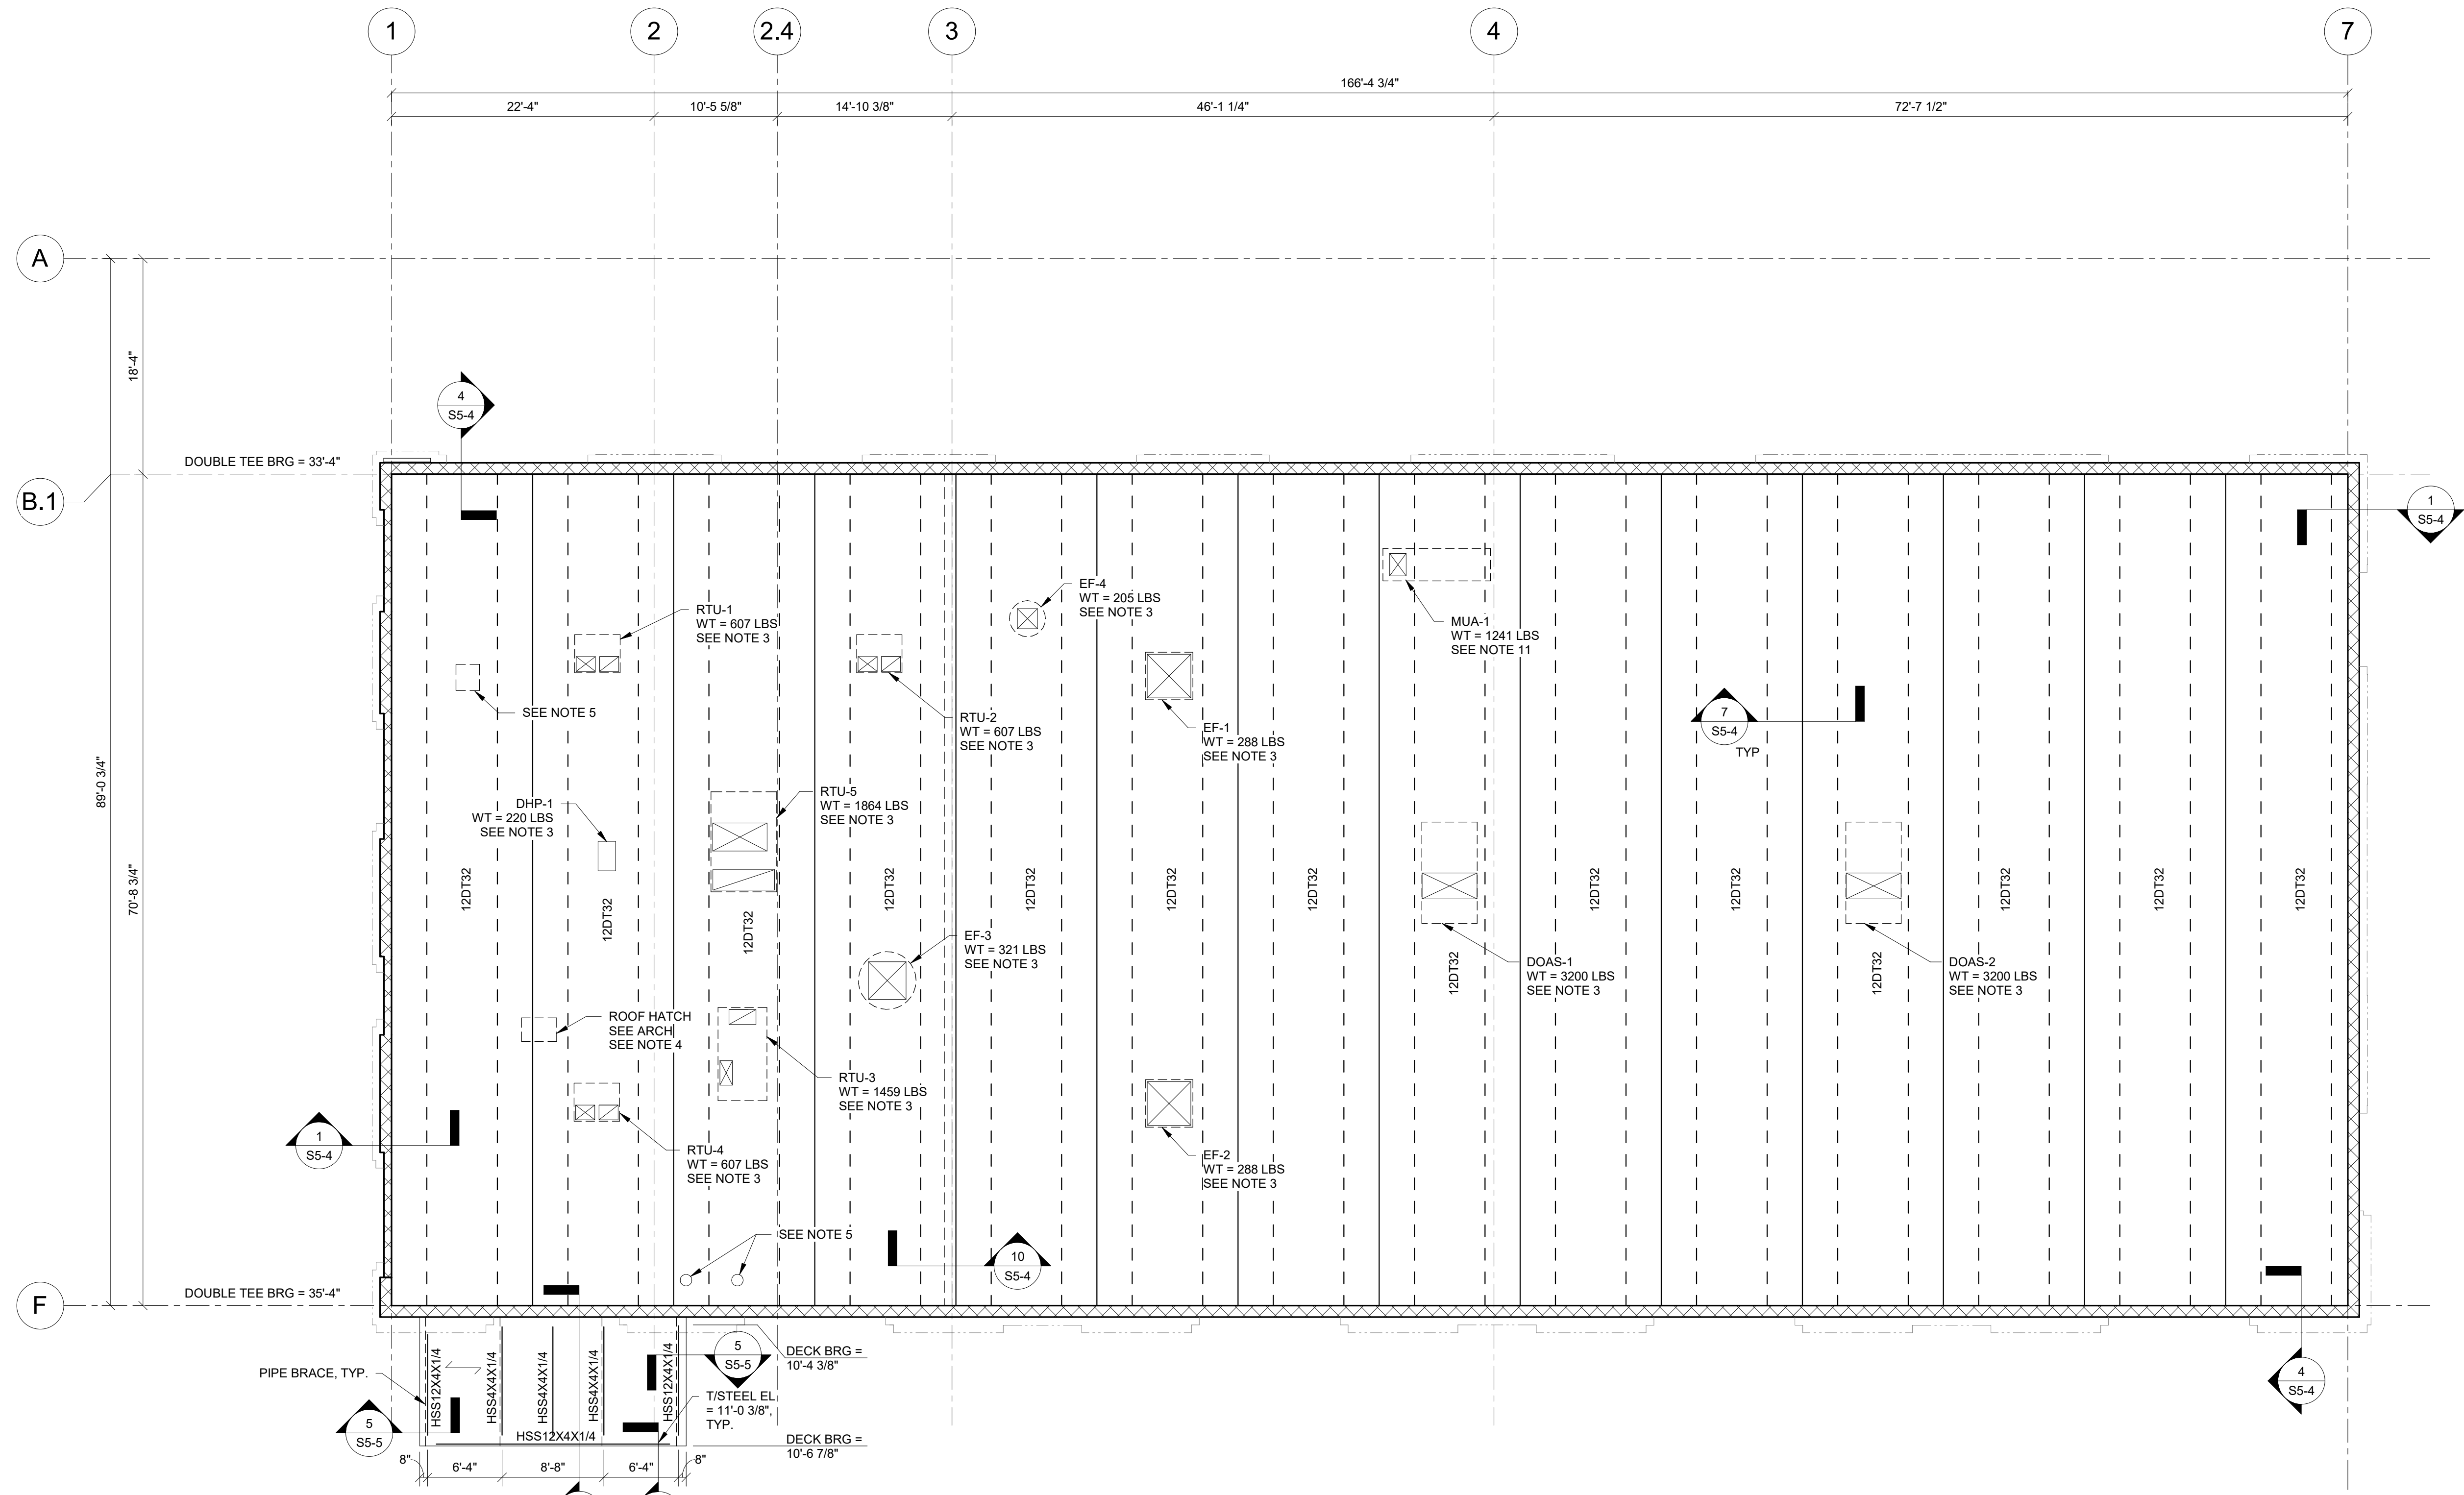 1
2
2.4
3
4
7
166'-4 3/4"
22'-4"
10'-5 5/8"
14'-10 3/8"
46'-1 1/4"
72'-7 1/2"
A
18'-4"
4
S5-4
DOUBLE TEE BRG = 33'-4"
B.1
1
S5-4
89'-0 3/4"
70'-8 3/4"
RTU-1
WT = 607 LBS
SEE NOTE 3
EF-4
WT = 205 LBS
SEE NOTE 3
MUA-1
WT = 1241 LBS
SEE NOTE 11
SEE NOTE 5
RTU-2
WT = 607 LBS
SEE NOTE 3
EF-1
WT = 288 LBS
SEE NOTE 3
7
S5-4
TYP
DHP-1
WT = 220 LBS
SEE NOTE 3
RTU-5
WT = 1864 LBS
SEE NOTE 3
12DT32
12DT32
12DT32
12DT32
12DT32
12DT32
12DT32
12DT32
12DT32
12DT32
12DT32
12DT32
12DT32
12DT32
EF-3
WT = 321 LBS
SEE NOTE 3
DOAS-1
WT = 3200 LBS
SEE NOTE 3
DOAS-2
WT = 3200 LBS
SEE NOTE 3
ROOF HATCH
SEE ARCH
SEE NOTE 4
RTU-3
WT = 1459 LBS
SEE NOTE 3
1
S5-4
RTU-4
WT = 607 LBS
SEE NOTE 3
EF-2
WT = 288 LBS
SEE NOTE 3
SEE NOTE 5
10
S5-4
F
DOUBLE TEE BRG = 35'-4"
PIPE BRACE, TYP.
HSS12X4X1/4
HSS4X4X1/4
HSS4X4X1/4
HSS4X4X1/4
HSS12X4X1/4
5
S5-5
DECK BRG =
10'-4 3/8"
T/STEEL EL
= 11'-0 3/8",
TYP.
4
S5-4
5
S5-5
HSS12X4X1/4
DECK BRG =
10'-6 7/8"
8"
6'-4"
8'-8"
6'-4"
8"